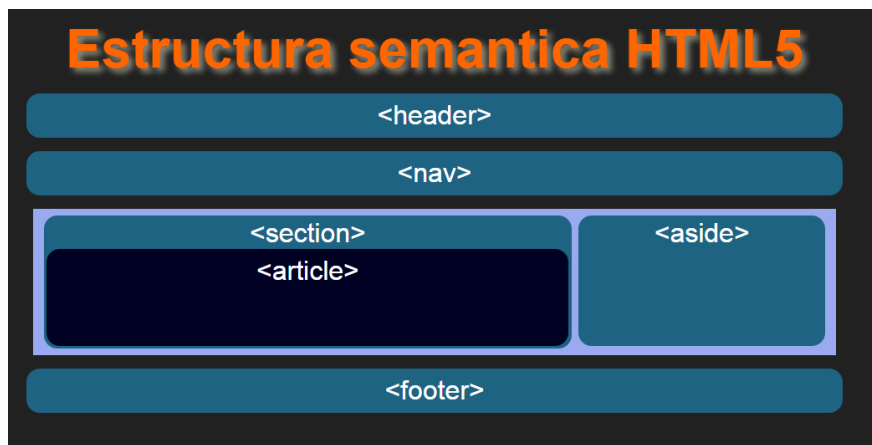 Estructura semantica HTML5
<header>
<nav>
<section>
<aside>
<article>
<footer>